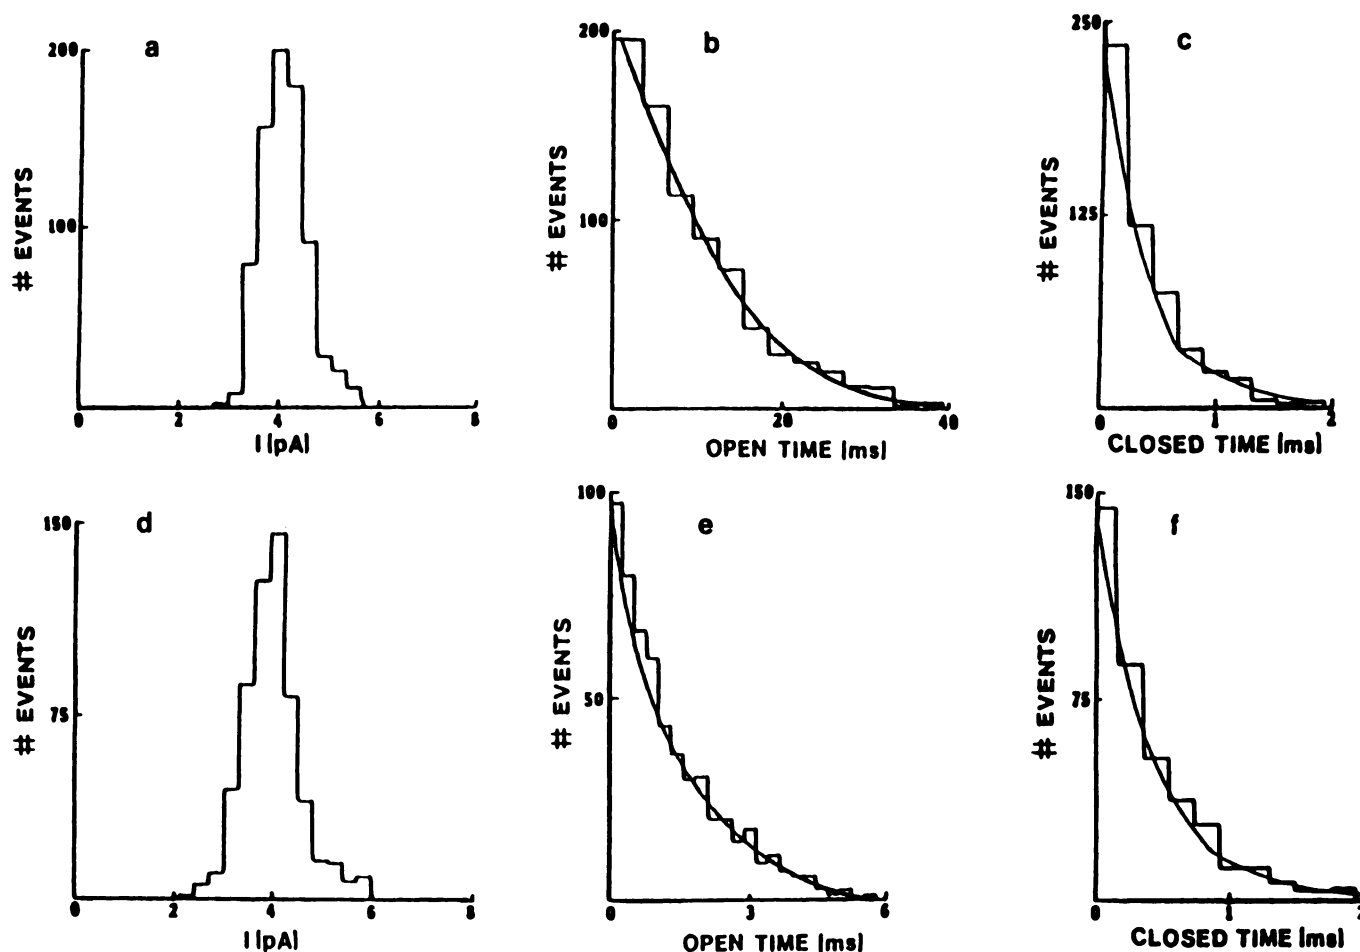 a
200
100
# EVENTS
0 2 4 6 8
I (pA)
b
200
100
# EVENTS
0 20 40
OPEN TIME (ms)
c
250
125
# EVENTS
0 1 2
CLOSED TIME (ms)
d
150
75
# EVENTS
0 2 4 6 8
I (pA)
e
100
50
# EVENTS
0 3 6
OPEN TIME (ms)
f
150
75
# EVENTS
0 1
CLOSED TIME (ms)